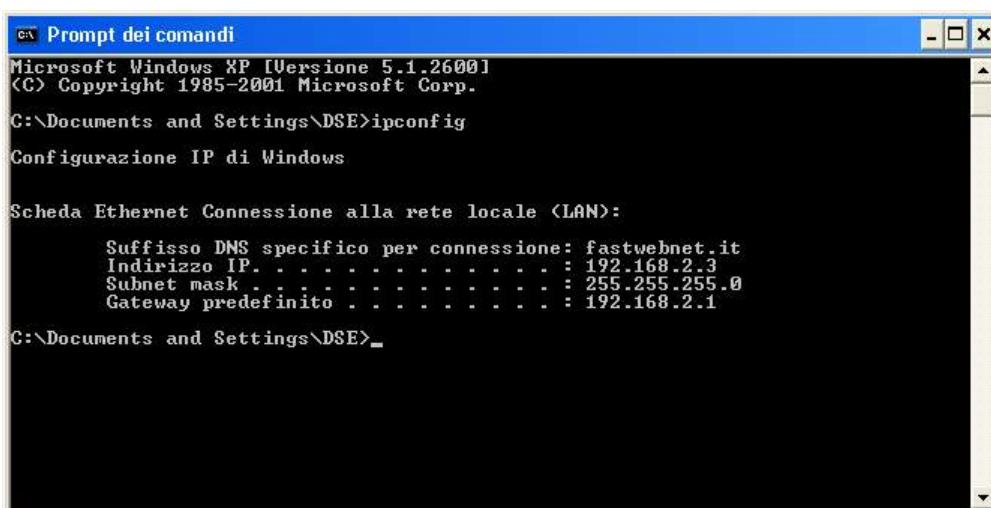 Prompt dei comandi
Microsoft Windows XP [Versione 5.1.2600]
(C) Copyright 1985-2001 Microsoft Corp.
C:\Documents and Settings\DSE>ipconfig
Configurazione IP di Windows
Scheda Ethernet Connessione alla rete locale (LAN):
Suffisso DNS specifico per connessione: fastwebnet.it
Indirizzo IP. . . . . . . . . . . . . . : 192.168.2.3
Subnet mask . . . . . . . . . . . . . . : 255.255.255.0
Gateway predefinito . . . . . . . . . : 192.168.2.1
C:\Documents and Settings\DSE>_